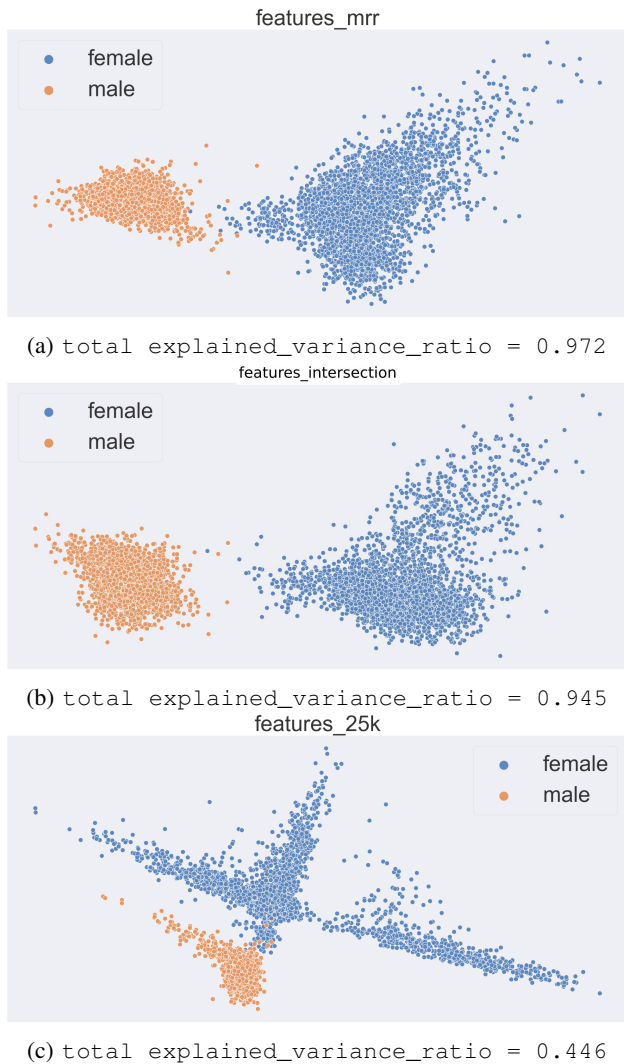 features_mrr
female
male
(a) total explained_variance_ratio = 0.972
features_intersection
female
male
(b) total explained_variance_ratio = 0.945
features_25k
female
male
(c) total explained_variance_ratio = 0.446